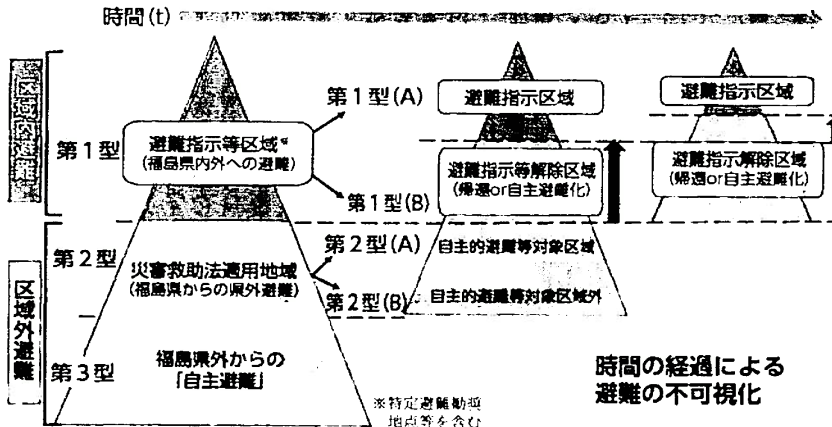 時間(t)
区域内避難
第1型
避難指示等区域※
(福島県内外への避難)
第1型(A)
第1型(B)
避難指示区域
避難指示等解除区域
(帰還or自主避難化)
避難指示区域
避難指示解除区域
(帰還or自主避難化)
区域外避難
第2型
災害救助法適用地域
(福島県からの県外避難)
第2型(A)
第2型(B)
自主的避難等対象区域
自主的避難等対象区域外
第3型
福島県外からの
「自主避難」
※特定避難勧奨
地点等を含む
時間の経過による
避難の不可視化